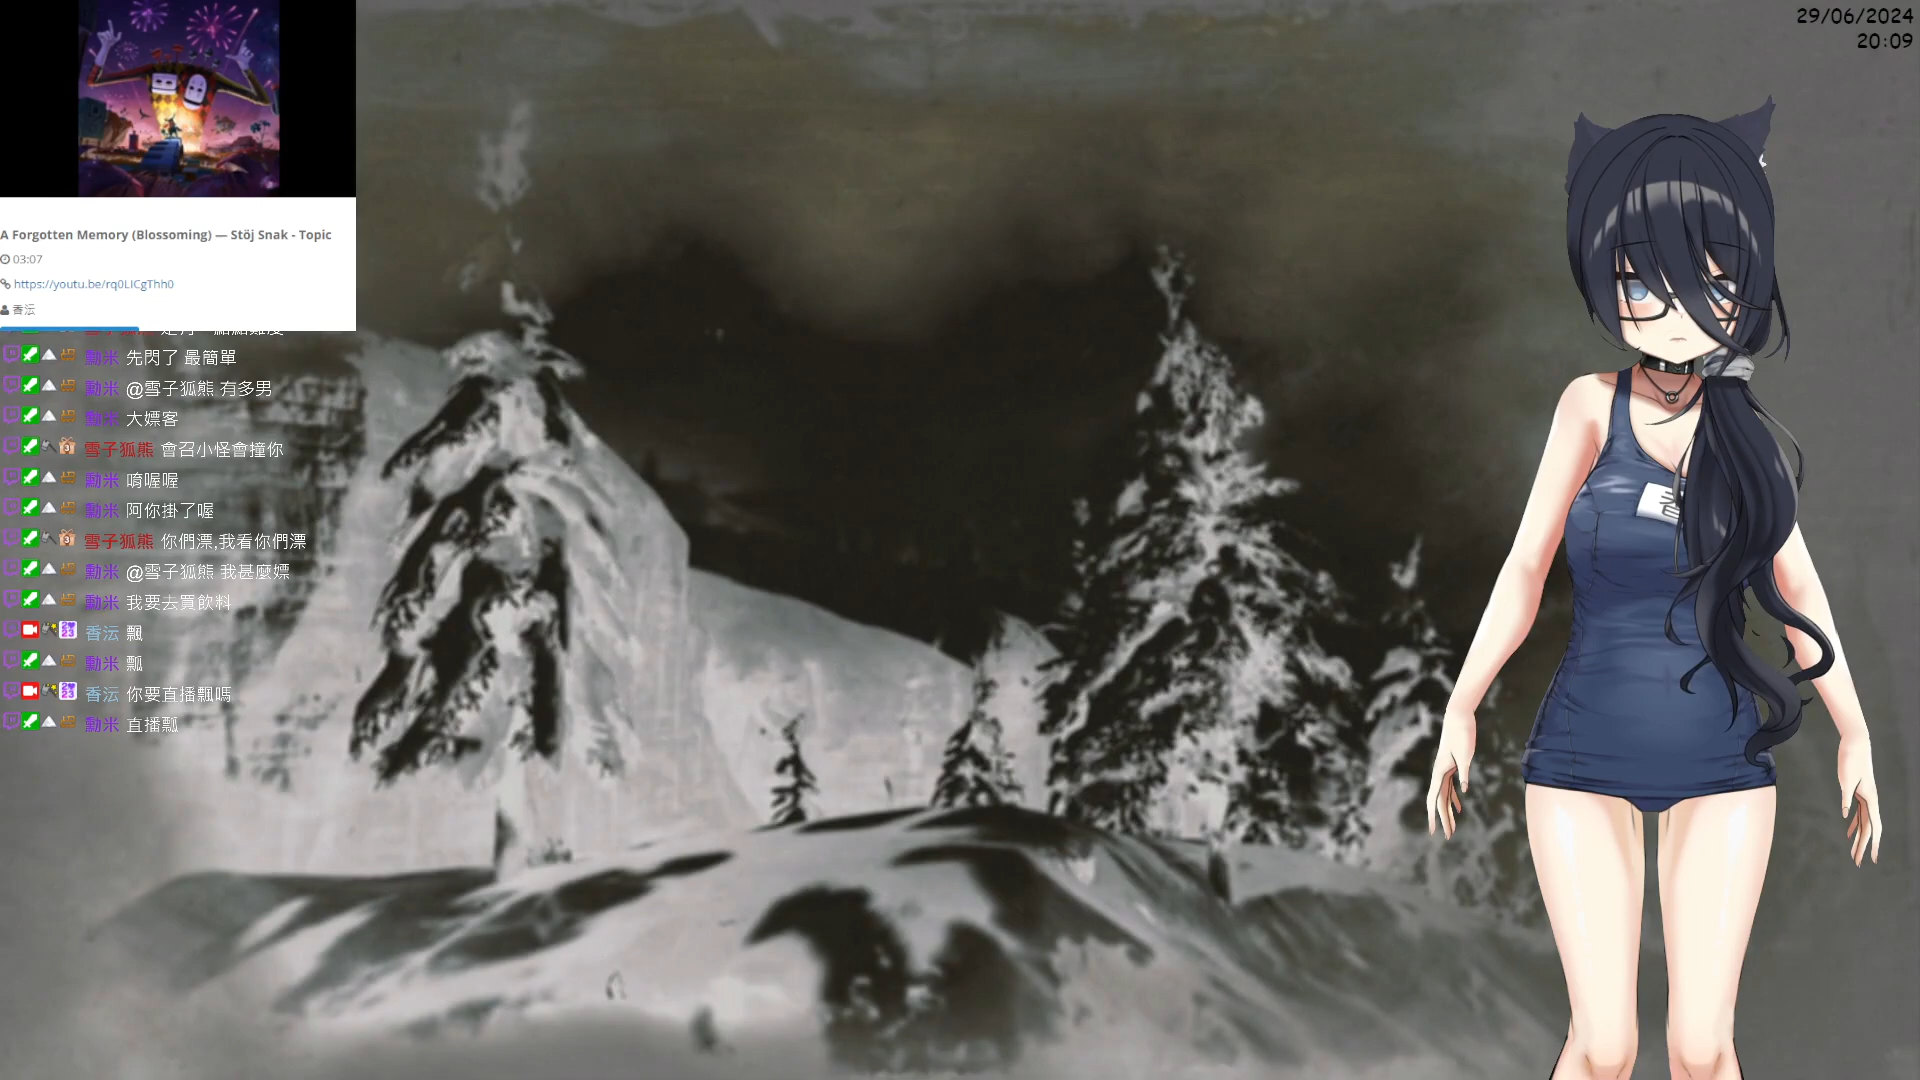 29/06/2024
20:09
A Forgotten Memory (Blossoming) — Stöj Snak - Topic
03:07
https://youtu.be/rq0LlCgThh0
香沄
勳米 先閃了 最簡單
勳米 @雪子狐熊 有多男
勳米 大嫖客
雪子狐熊 會召小怪會撞你
勳米 唷喔喔
勳米 阿你掛了喔
雪子狐熊 你們漂,我看你們漂
勳米 @雪子狐熊 我甚麼嫖
勳米 我要去買飲料
香沄 飄
勳米 瓢
香沄 你要直播飄嗎
勳米 直播瓢